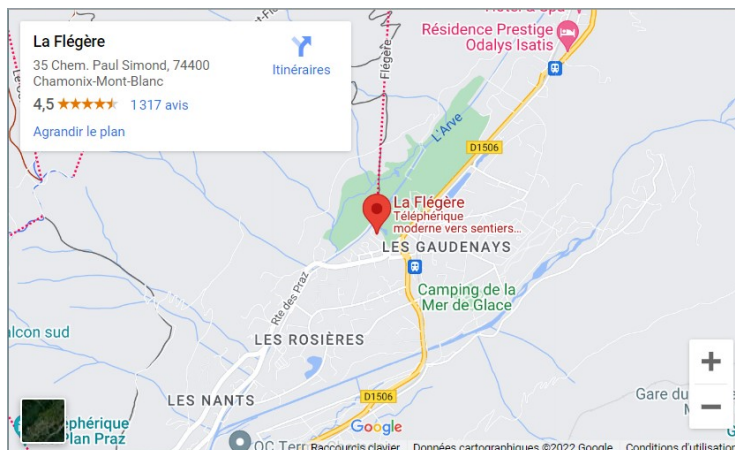 La Flégère
35 Chem. Paul Simond, 74400
Chamonix-Mont-Blanc
4,5
1 317 avis
Agrandir le plan
Itinéraires
Flégère
Résidence Prestige
Odalys Isatis
L'Arve
D1506
La Flégère
Téléphérique
moderne vers sentiers...
LES GAUDENAYS
Rte des Praz
Camping de la
Mer de Glace
LES ROSIÈRES
LES NANTS
D1506
Plan Praz
Gare du
+
−
Google
Raccourcis clavier
Données cartographiques ©2022 Google
Conditions d'utilisation